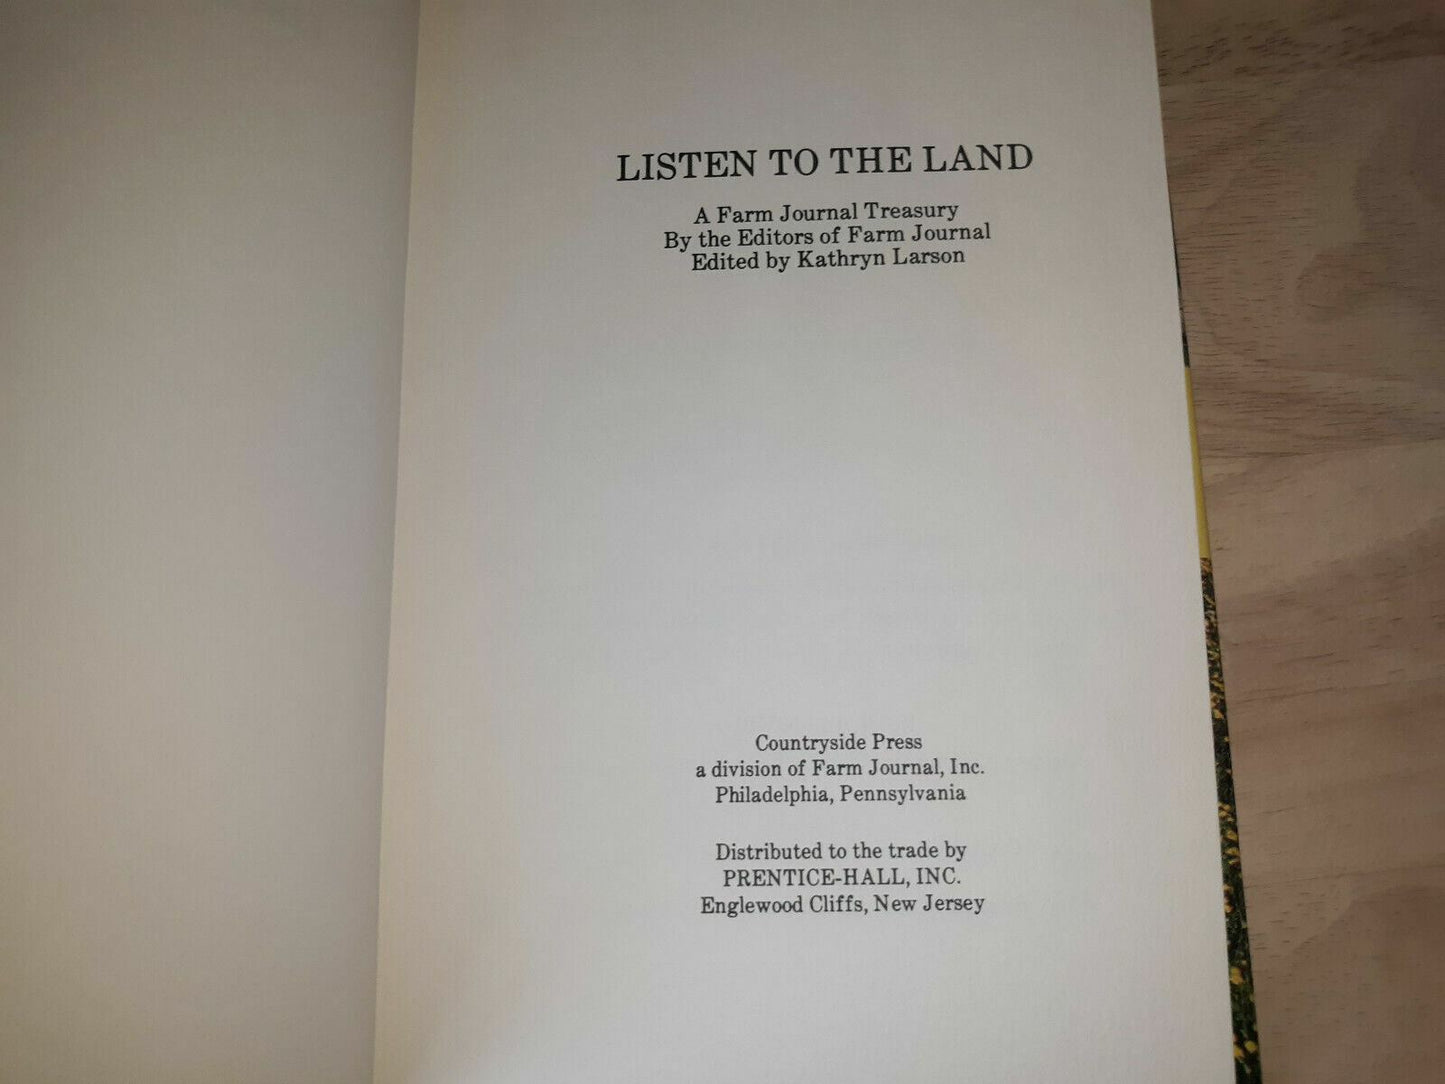 LISTEN TO THE LAND
A Farm Journal Treasury
By the Editors of Farm Journal
Edited by Kathryn Larson
Countryside Press
a division of Farm Journal, Inc.
Philadelphia, Pennsylvania
Distributed to the trade by
PRENTICE-HALL, INC.
Englewood Cliffs, New Jersey